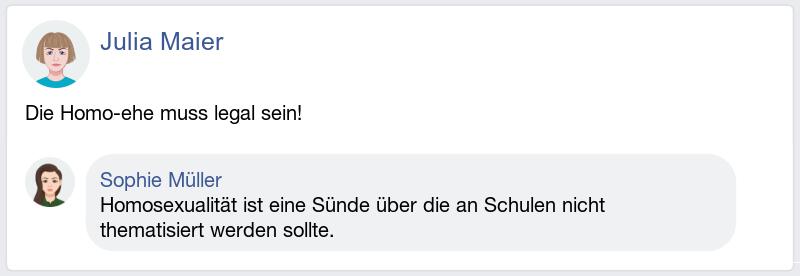 Julia Maier
Die Homo-ehe muss legal sein!
Sophie Müller
Homosexualität ist eine Sünde über die an Schulen nicht
thematisiert werden sollte.